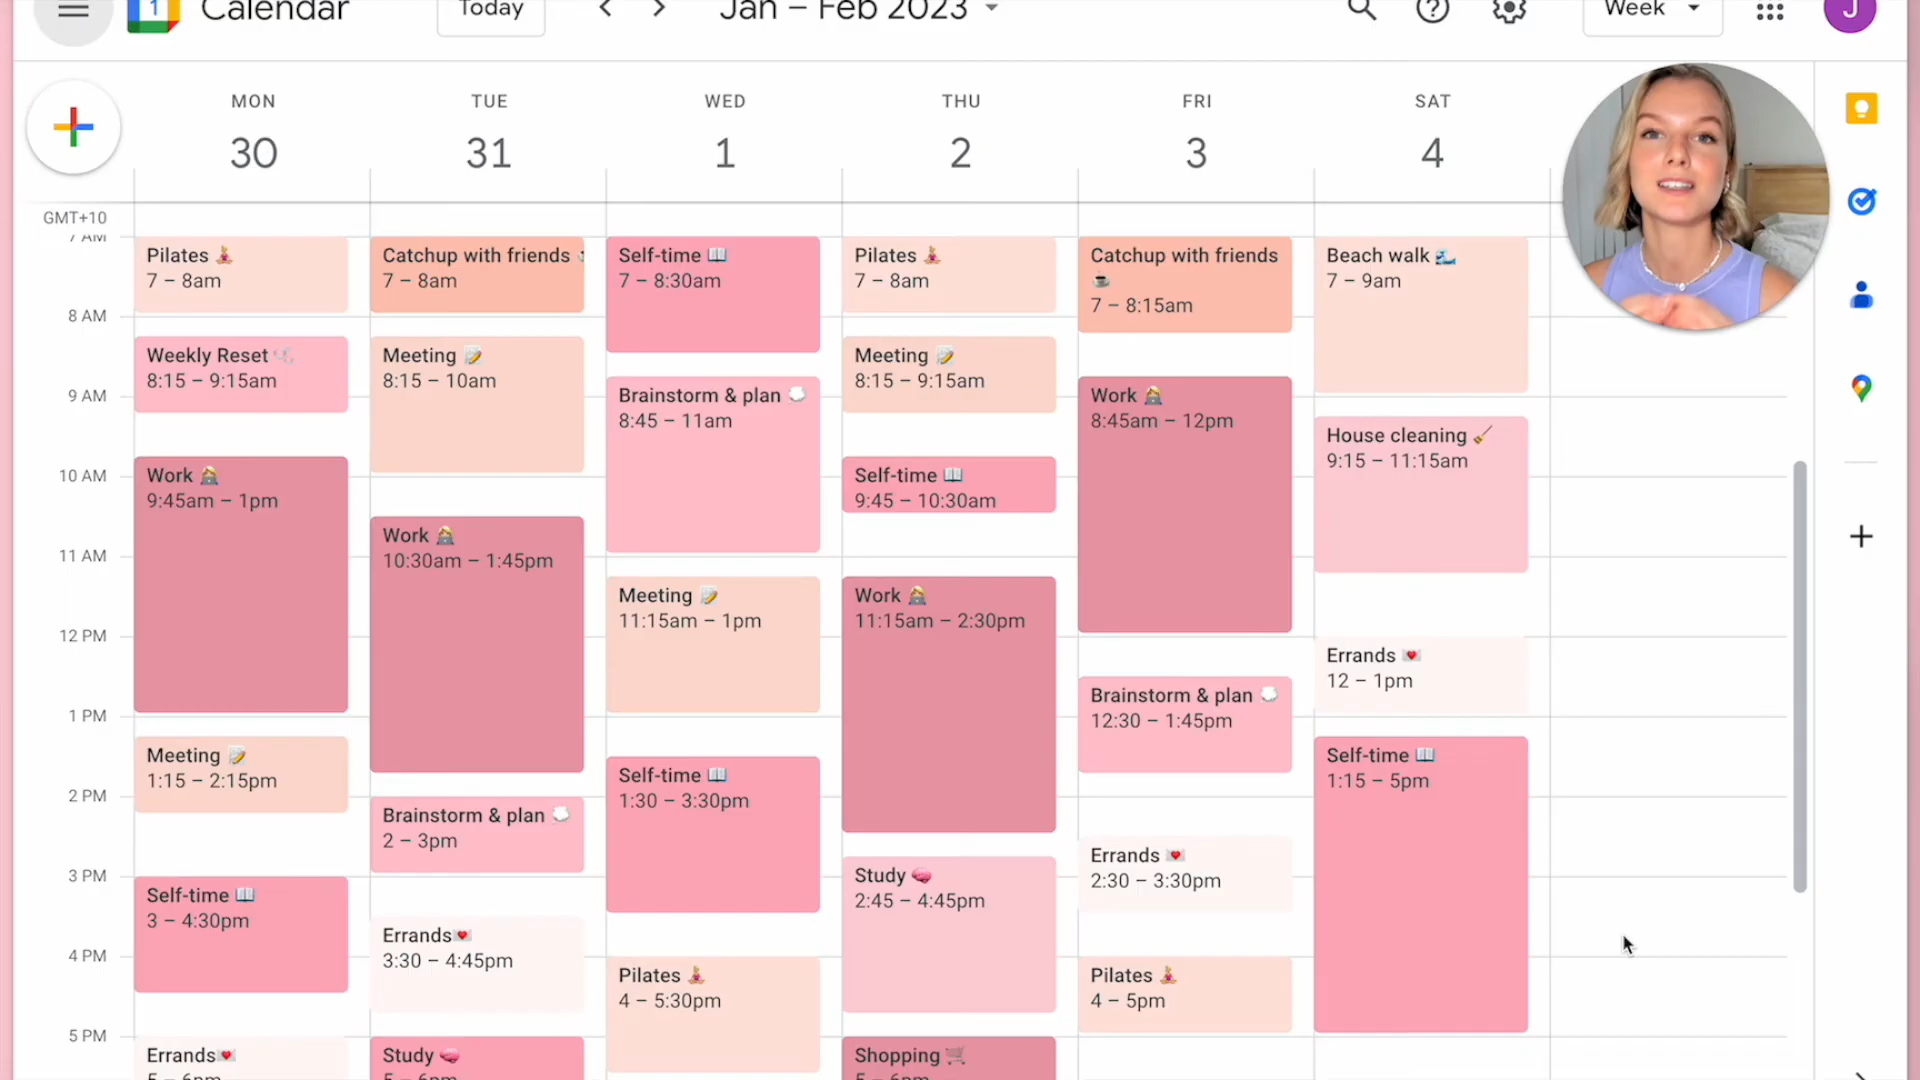 1 Calendar Today Jan – Feb 2023 Week J
MON TUE WED THU FRI SAT
30 31 1 2 3 4
GMT+10
7 AM
8 AM
9 AM
10 AM
11 AM
12 PM
1 PM
2 PM
3 PM
4 PM
5 PM
Pilates
7 – 8am
Weekly Reset
8:15 – 9:15am
Work
9:45am – 1pm
Meeting
1:15 – 2:15pm
Self-time
3 – 4:30pm
Errands
5 – 6pm
Catchup with friends
7 – 8am
Meeting
8:15 – 10am
Work
10:30am – 1:45pm
Brainstorm & plan
2 – 3pm
Errands
3:30 – 4:45pm
Study
5 – 6pm
Self-time
7 – 8:30am
Brainstorm & plan
8:45 – 11am
Meeting
11:15am – 1pm
Self-time
1:30 – 3:30pm
Pilates
4 – 5:30pm
Pilates
7 – 8am
Meeting
8:15 – 9:15am
Self-time
9:45 – 10:30am
Work
11:15am – 2:30pm
Study
2:45 – 4:45pm
Shopping
5 – 6pm
Catchup with friends
7 – 8:15am
Work
8:45am – 12pm
Brainstorm & plan
12:30 – 1:45pm
Errands
2:30 – 3:30pm
Pilates
4 – 5pm
Beach walk
7 – 9am
House cleaning
9:15 – 11:15am
Errands
12 – 1pm
Self-time
1:15 – 5pm